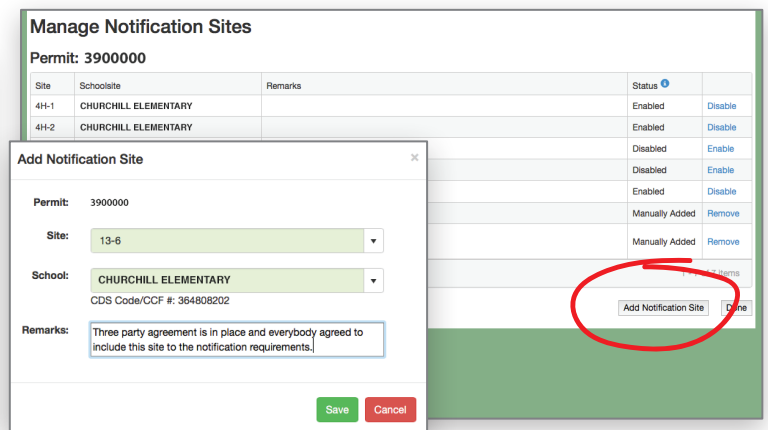 Manage Notification Sites
Permit: 3900000
Site Schoolsite Remarks Status
4H-1 CHURCHILL ELEMENTARY Enabled Disable
4H-2 CHURCHILL ELEMENTARY Enabled Disable
Disabled Enable
Disabled Enable
Enabled Disable
Manually Added Remove
Manually Added Remove
7 items
Add Notification Site Done
Add Notification Site ×
Permit: 3900000
Site: 13-6
School: CHURCHILL ELEMENTARY
CDS Code/CCF #: 364808202
Remarks: Three party agreement is in place and everybody agreed to
include this site to the notification requirements.
Save Cancel